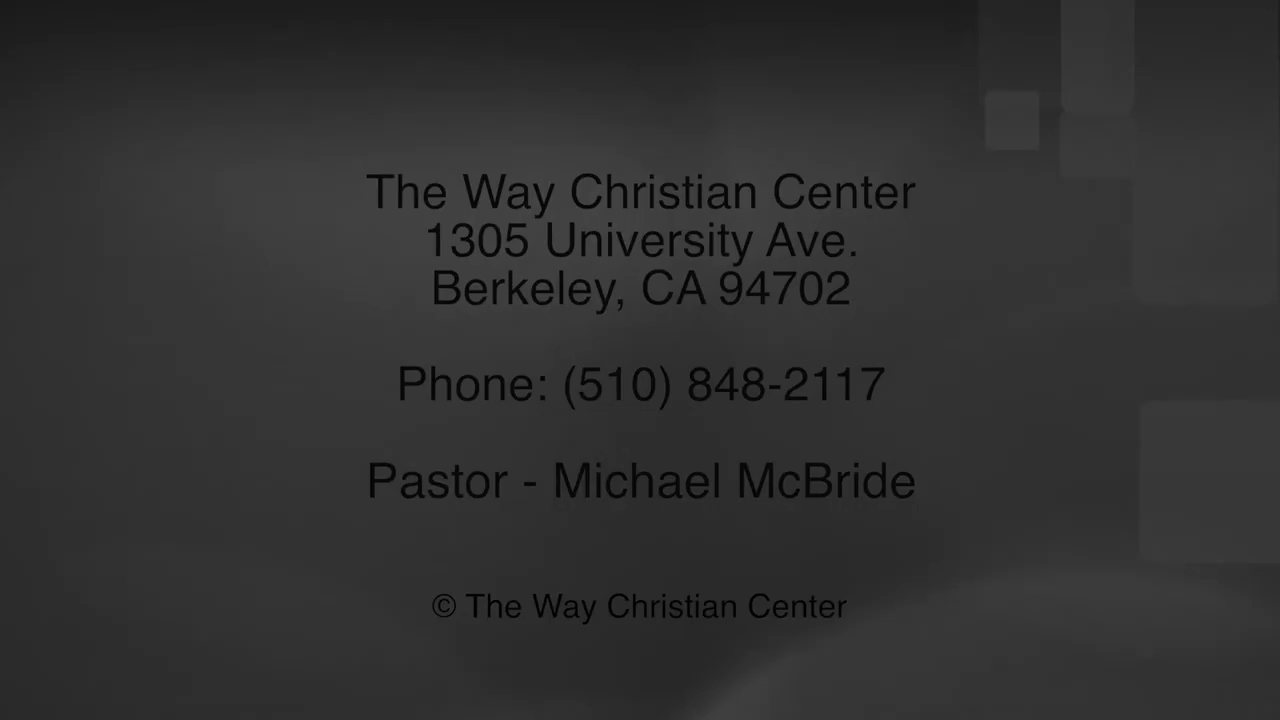 The Way Christian Center
1305 University Ave.
Berkeley, CA 94702
Phone: (510) 848-2117
Pastor - Michael McBride
© The Way Christian Center